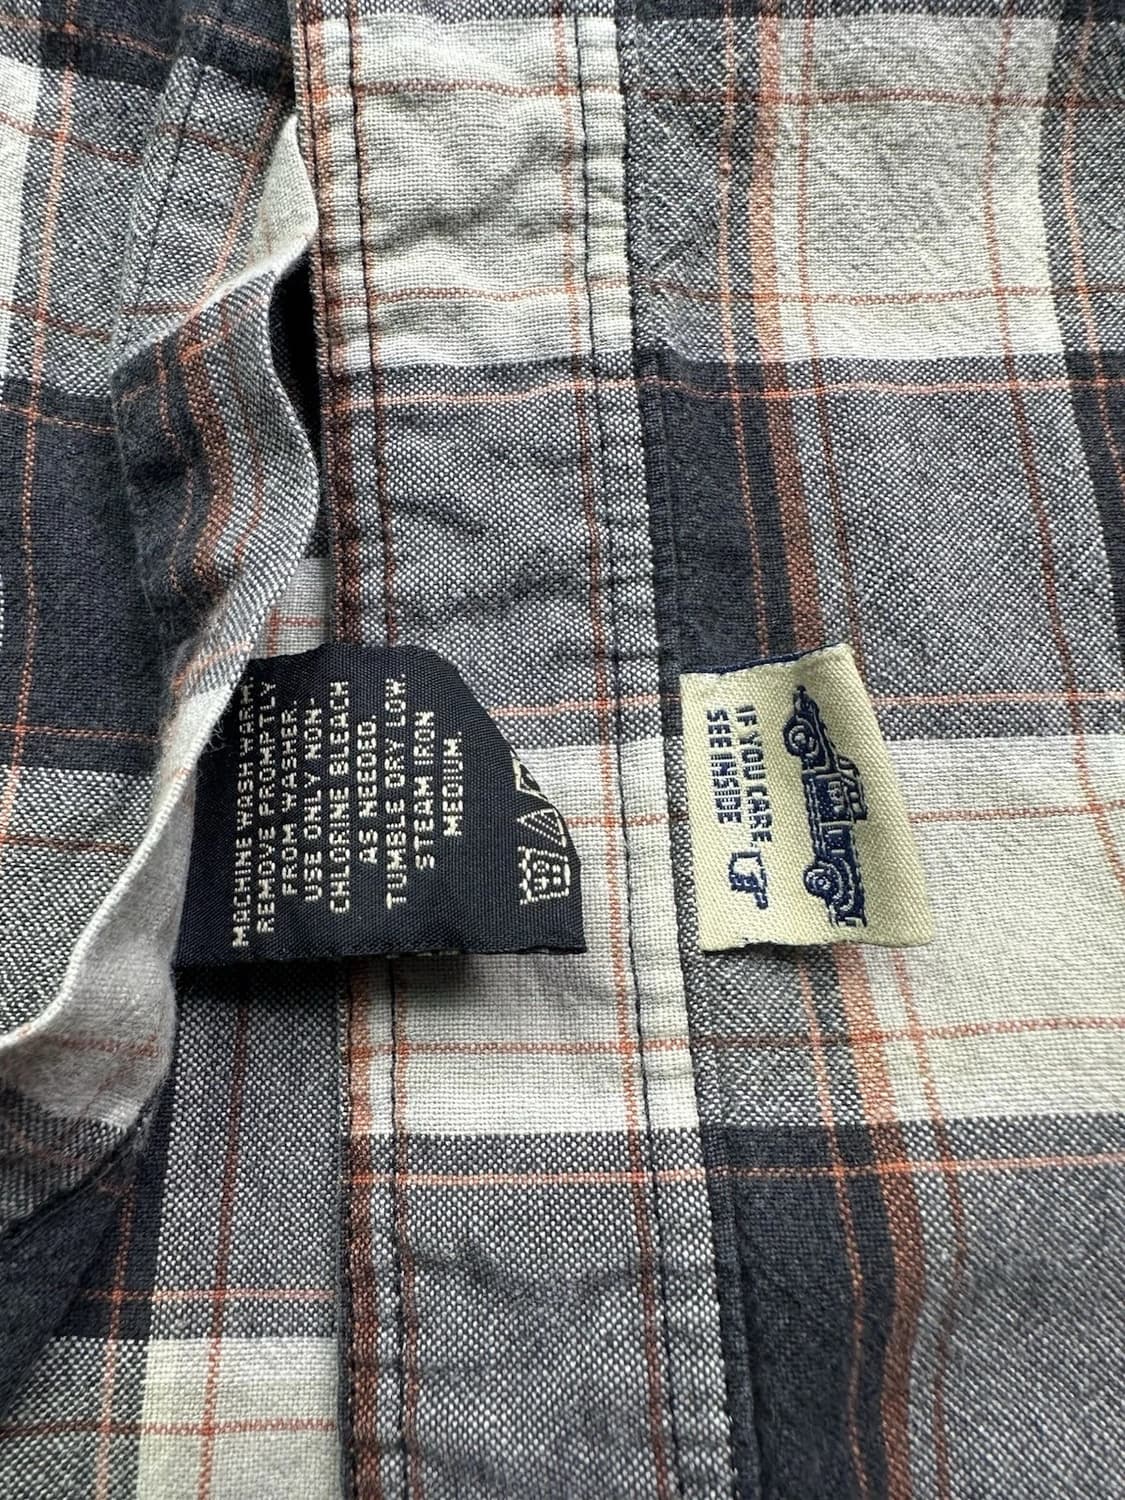 MACHINE WASH WARM
REMOVE PROMPTLY
FROM WASHER.
USE ONLY NON-
CHLORINE BLEACH
AS NEEDED.
TUMBLE DRY LOW
STEAM IRON
MEDIUM
IF YOU CARE,
SEE INSIDE